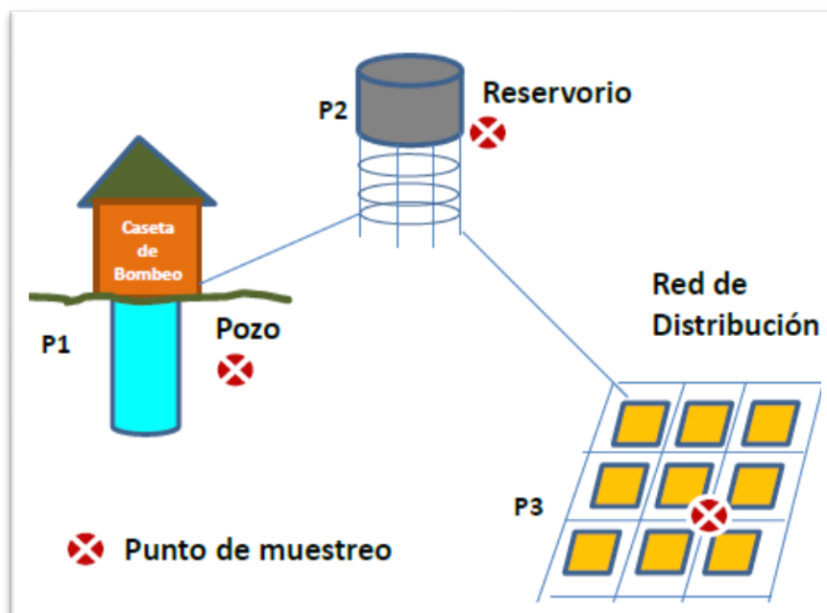 P2
Reservorio
Caseta
de
Bombeo
P1
Pozo
Red de
Distribución
P3
Punto de muestreo